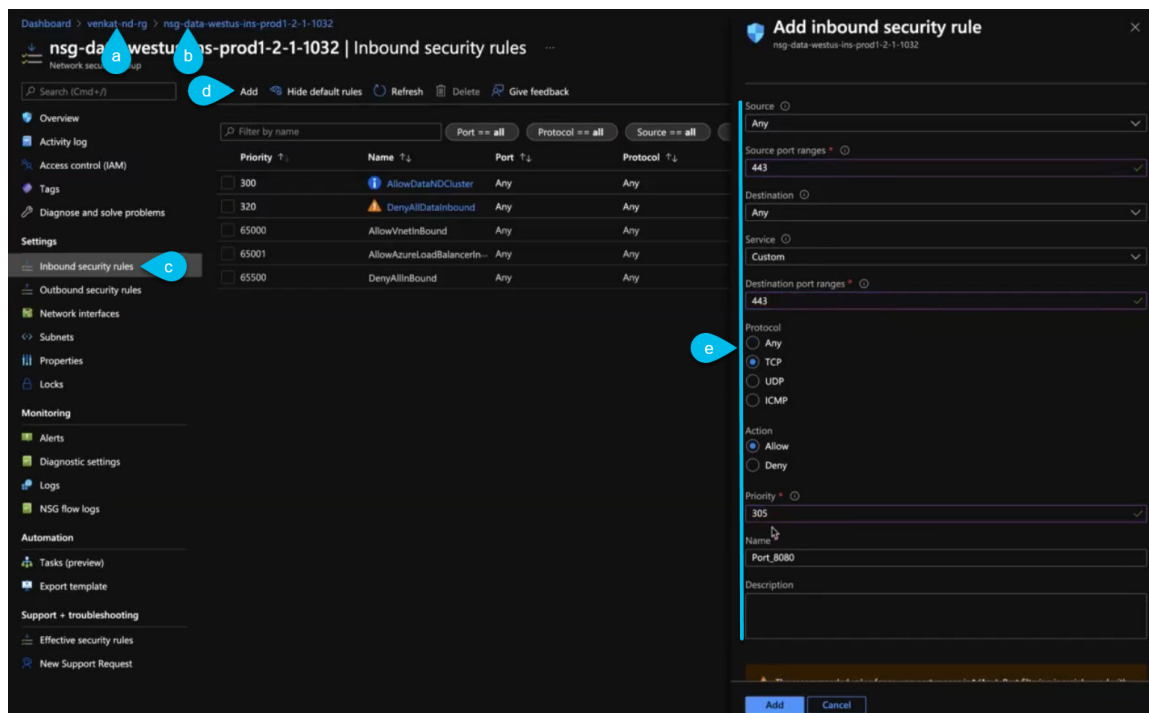 Dashboard > venkat-nd-rg > nsg-data-westus-ins-prod1-2-1-1032
nsg-da westus ns-prod1-2-1-1032 | Inbound security rules ...
a
b
Network secu up
Search (Cmd+/)
Overview
Activity log
Access control (IAM)
Tags
Diagnose and solve problems
Settings
Inbound security rules
c
Outbound security rules
Network interfaces
Subnets
Properties
Locks
Monitoring
Alerts
Diagnostic settings
Logs
NSG flow logs
Automation
Tasks (preview)
Export template
Support + troubleshooting
Effective security rules
New Support Request
d
Add Hide default rules Refresh Delete Give feedback
Filter by name Port == all Protocol == all Source == all
Priority ↑↓ Name ↑↓ Port ↑↓ Protocol ↑↓
300 AllowDataNDCluster Any Any
320 DenyAllDataInbound Any Any
65000 AllowVnetInBound Any Any
65001 AllowAzureLoadBalancerIn... Any Any
65500 DenyAllInBound Any Any
Add inbound security rule
nsg-data-westus-ins-prod1-2-1-1032
e
Source
Any
Source port ranges *
443
Destination
Any
Service
Custom
Destination port ranges *
443
Protocol
Any
TCP
UDP
ICMP
Action
Allow
Deny
Priority *
305
Name
Port_8080
Description
Add Cancel